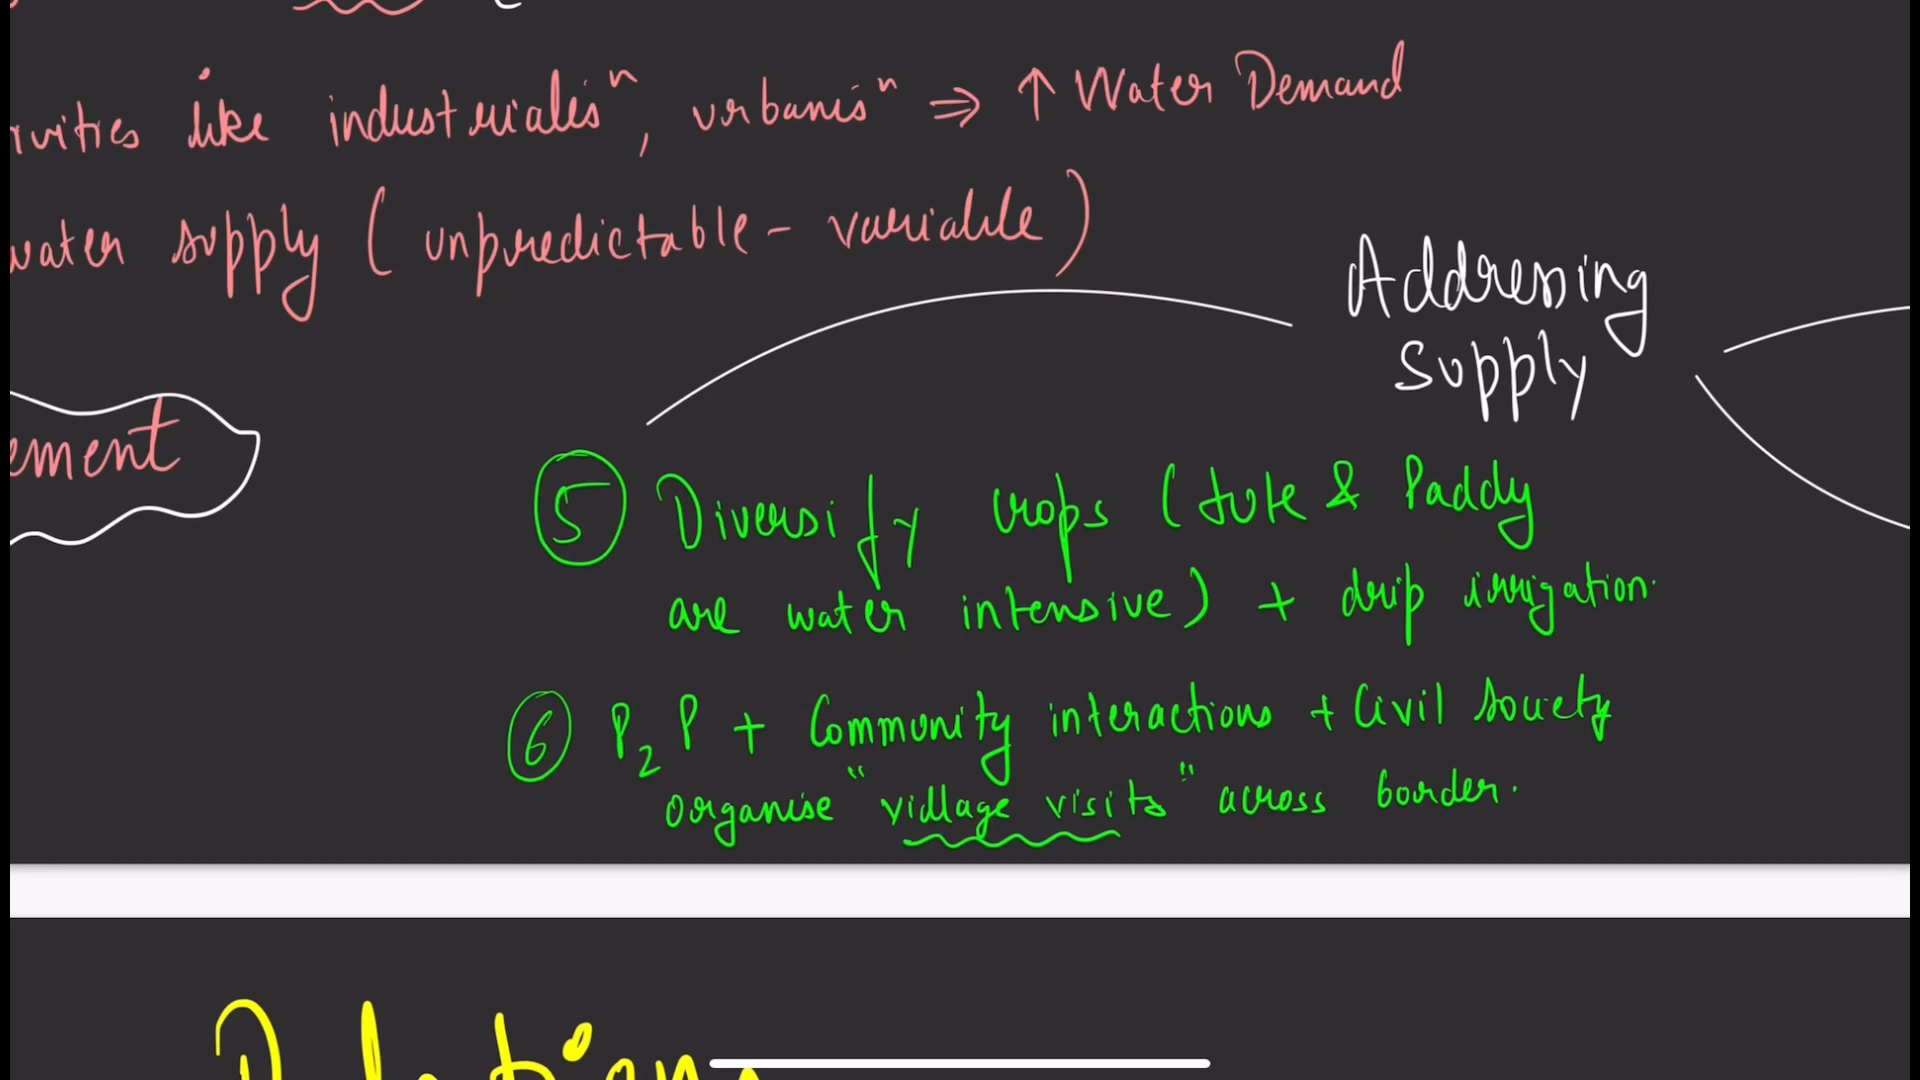 ivities like industrialisⁿ, urbanisⁿ ⇒ ↑ Water Demand
water supply (unpredictable - variable)
Addressing
Supply
ement
⑤ Diversify crops (Jute & Paddy
are water intensive) + drip irrigation.
⑥ P₂P + Community interactions + Civil Society
organise "village visits" across border.
Relations